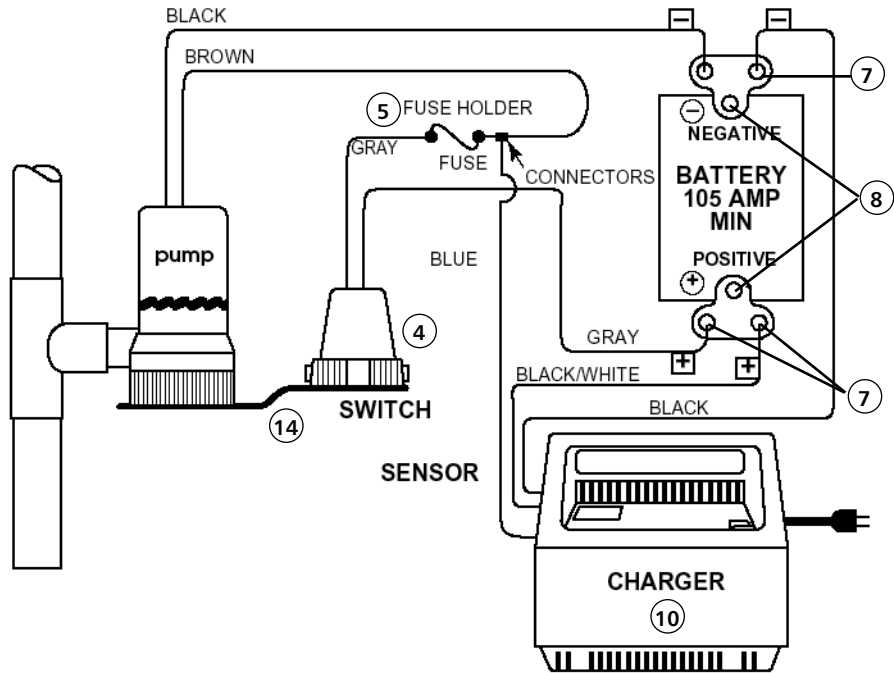 BLACK
−
−
BROWN
7
5
FUSE HOLDER
−
NEGATIVE
GRAY
FUSE
CONNECTORS
BATTERY
105 AMP
MIN
8
pump
BLUE
POSITIVE
+
4
GRAY
+
+
BLACK/WHITE
7
BLACK
14
SWITCH
SENSOR
CHARGER
10